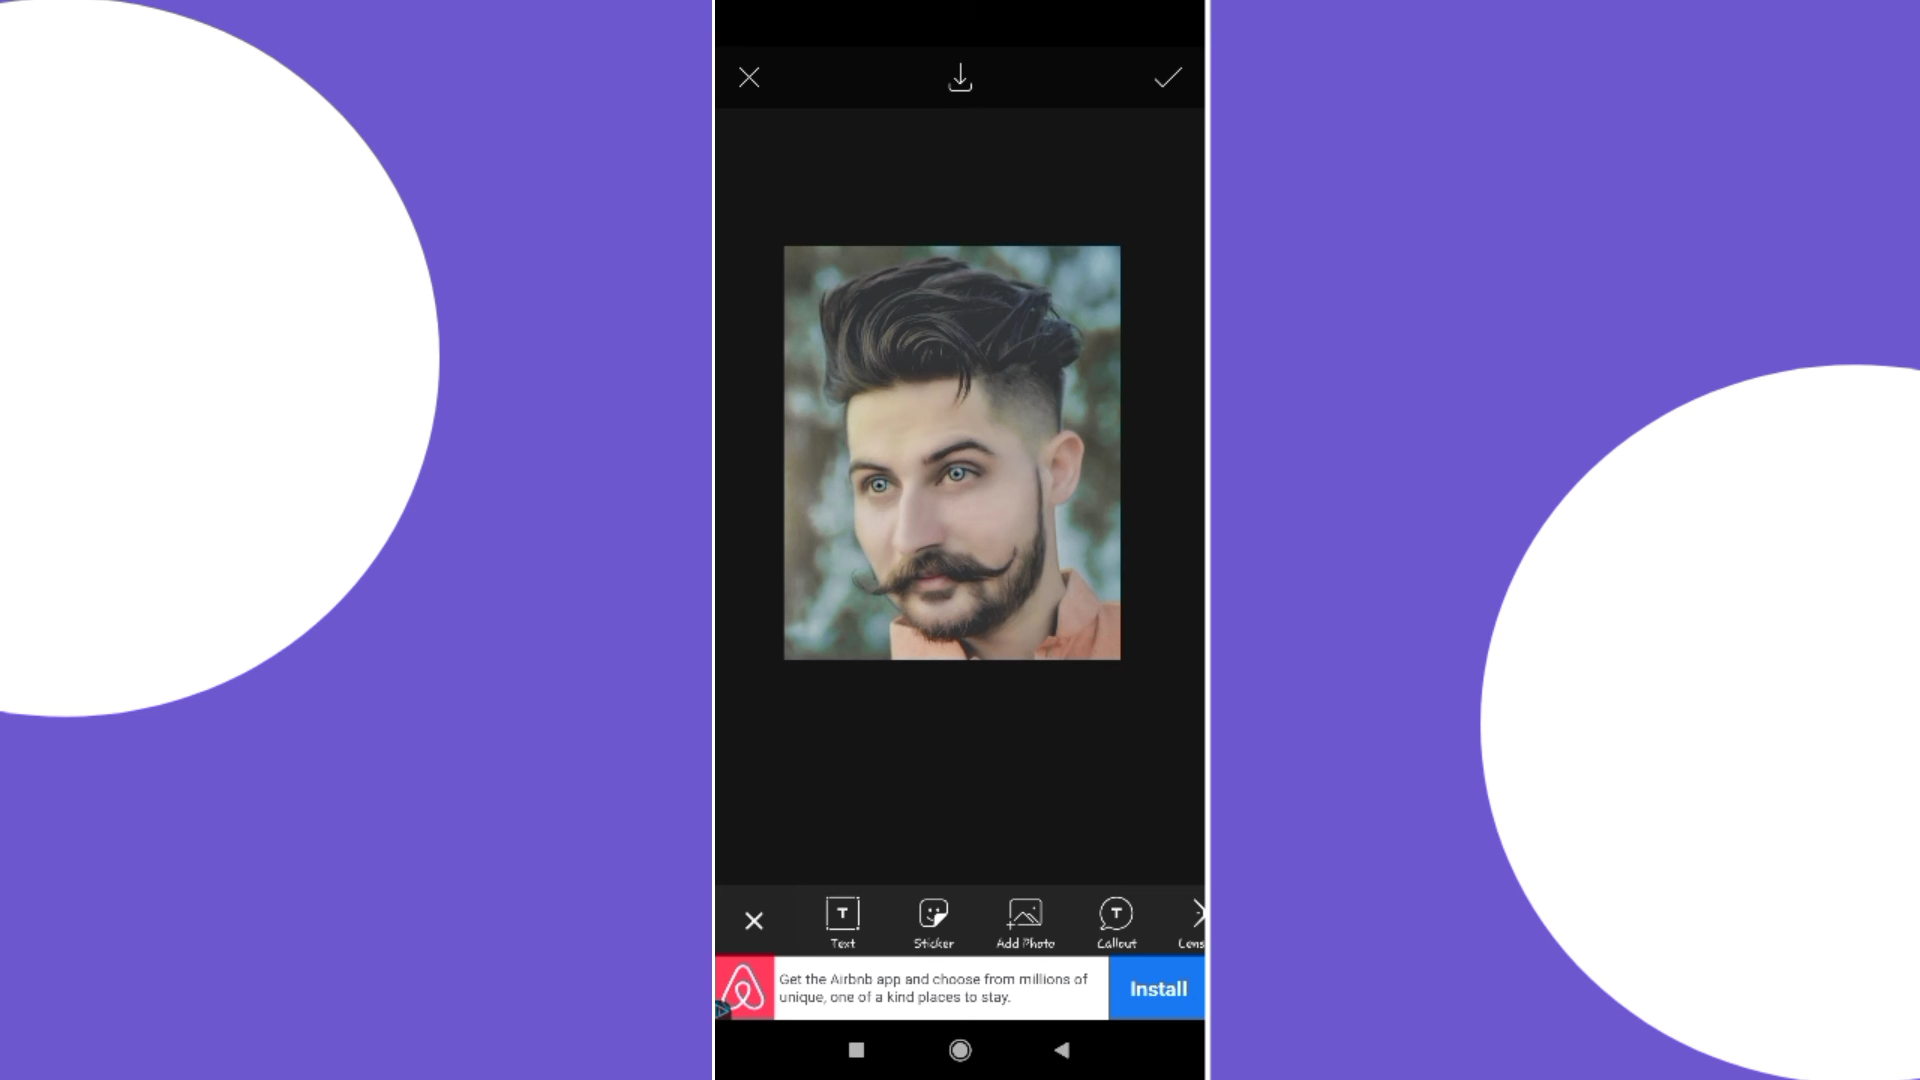 T
T
Text
Sticker
Add Photo
Callout
Lens
Get the Airbnb app and choose from millions of
unique, one of a kind places to stay.
Install